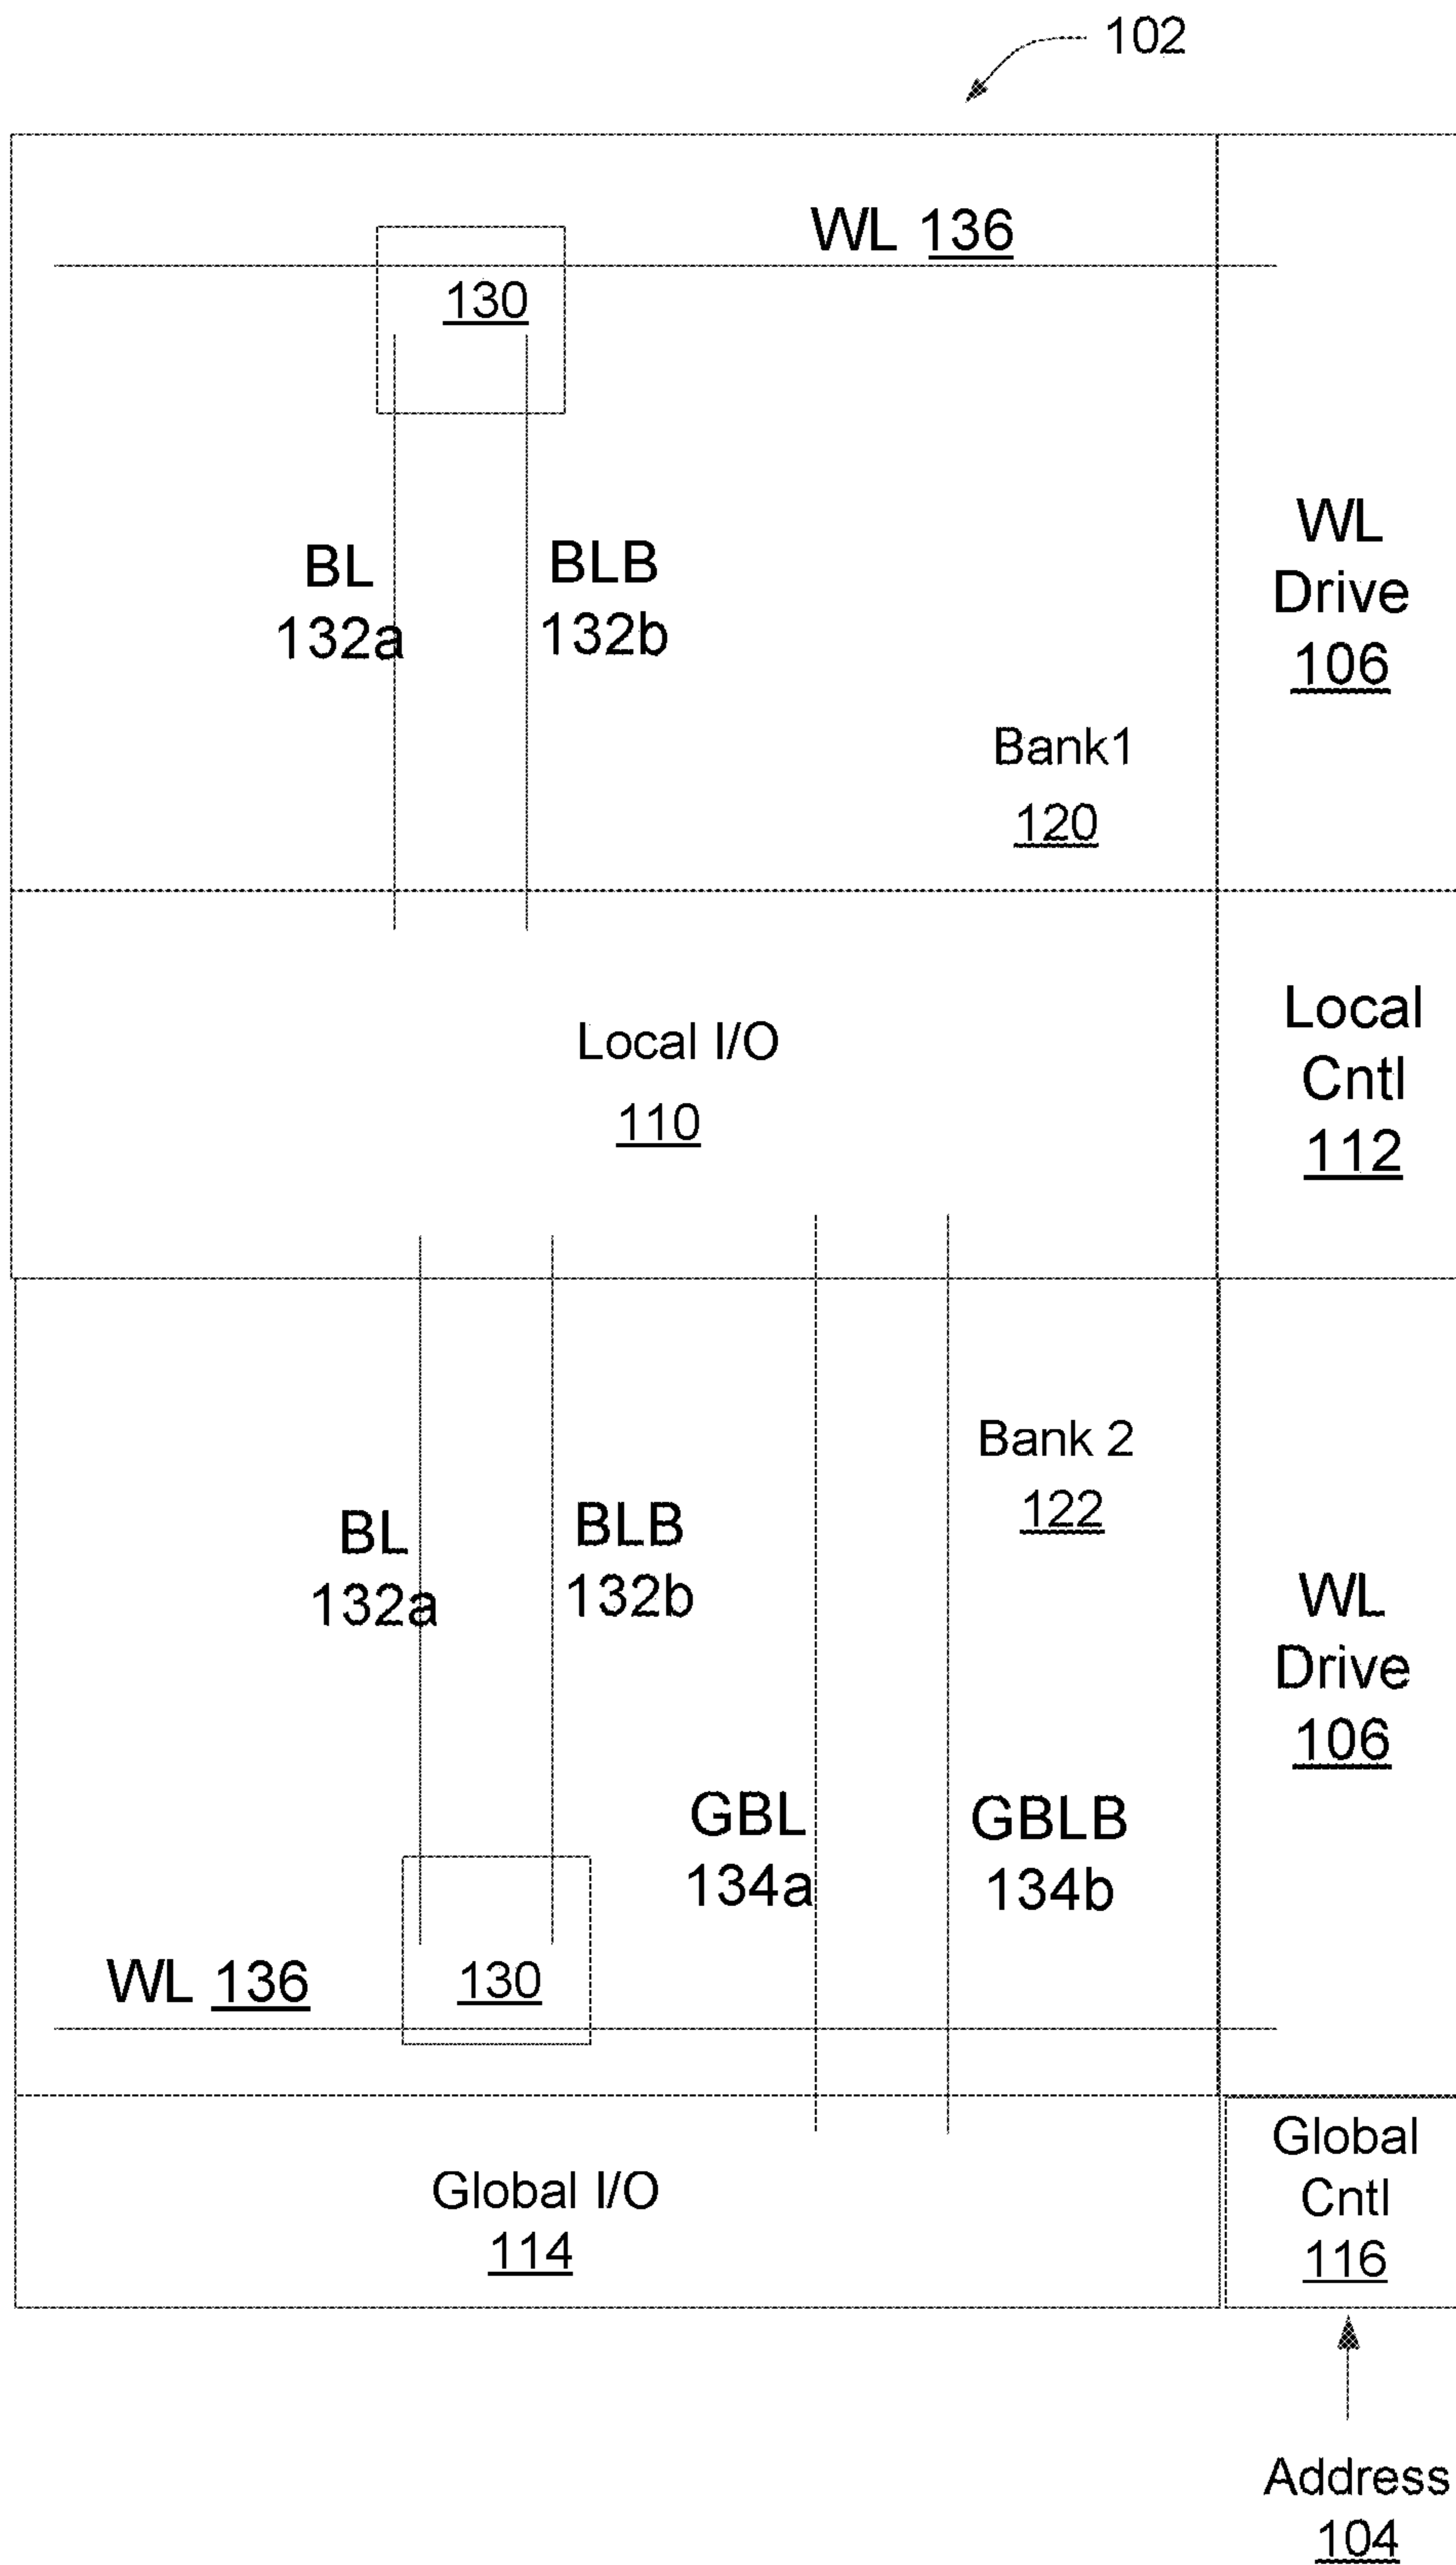 102
WL 136
130
BL
132a
BLB
132b
WL
Drive
106
Bank1
120
Local I/O
110
Local
Cntl
112
Bank 2
122
BL
132a
BLB
132b
WL
Drive
106
GBL
134a
GBLB
134b
WL 136
130
Global I/O
114
Global
Cntl
116
Address
104